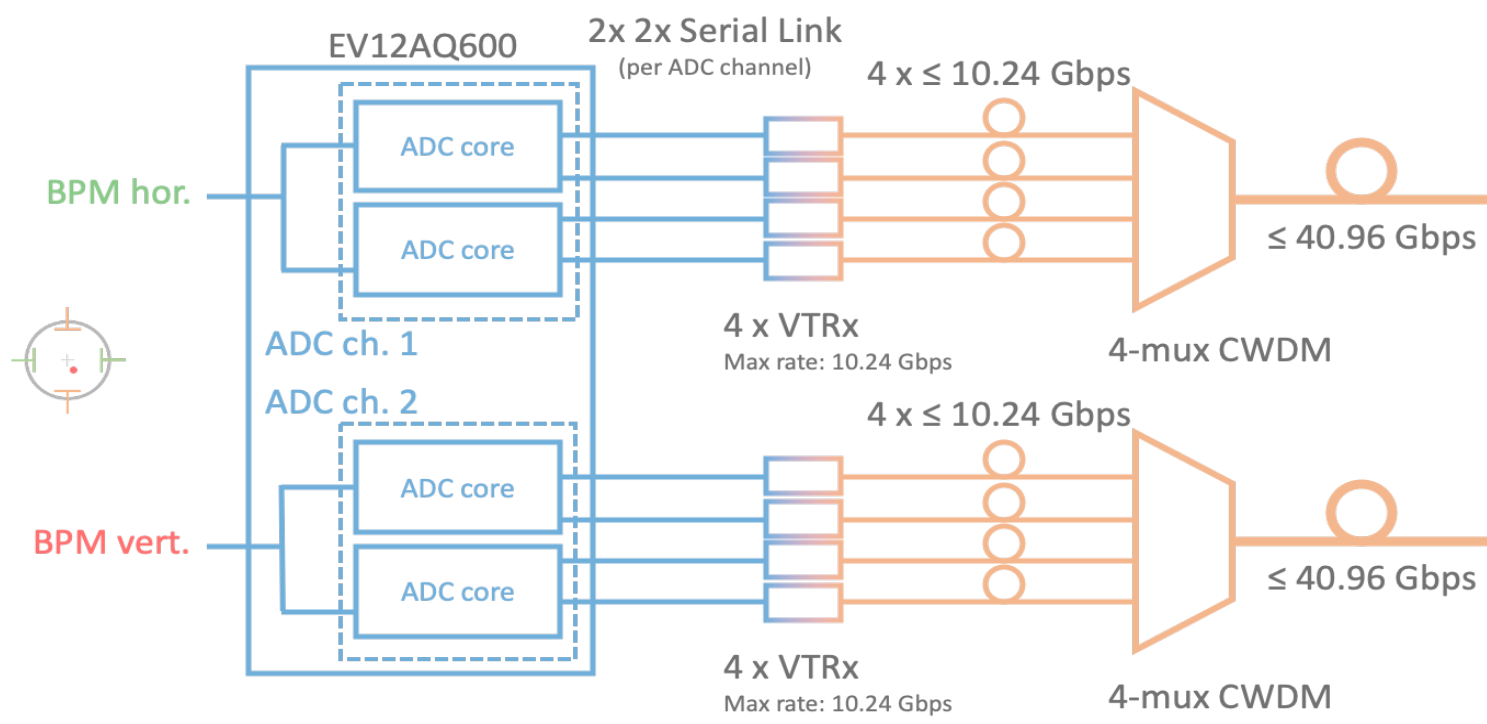 EV12AQ600
2x 2x Serial Link
(per ADC channel)
4 x ≤ 10.24 Gbps
ADC core
BPM hor.
ADC core
≤ 40.96 Gbps
ADC ch. 1
4 x VTRx
Max rate: 10.24 Gbps
4-mux CWDM
ADC ch. 2
4 x ≤ 10.24 Gbps
ADC core
BPM vert.
ADC core
≤ 40.96 Gbps
4 x VTRx
Max rate: 10.24 Gbps
4-mux CWDM